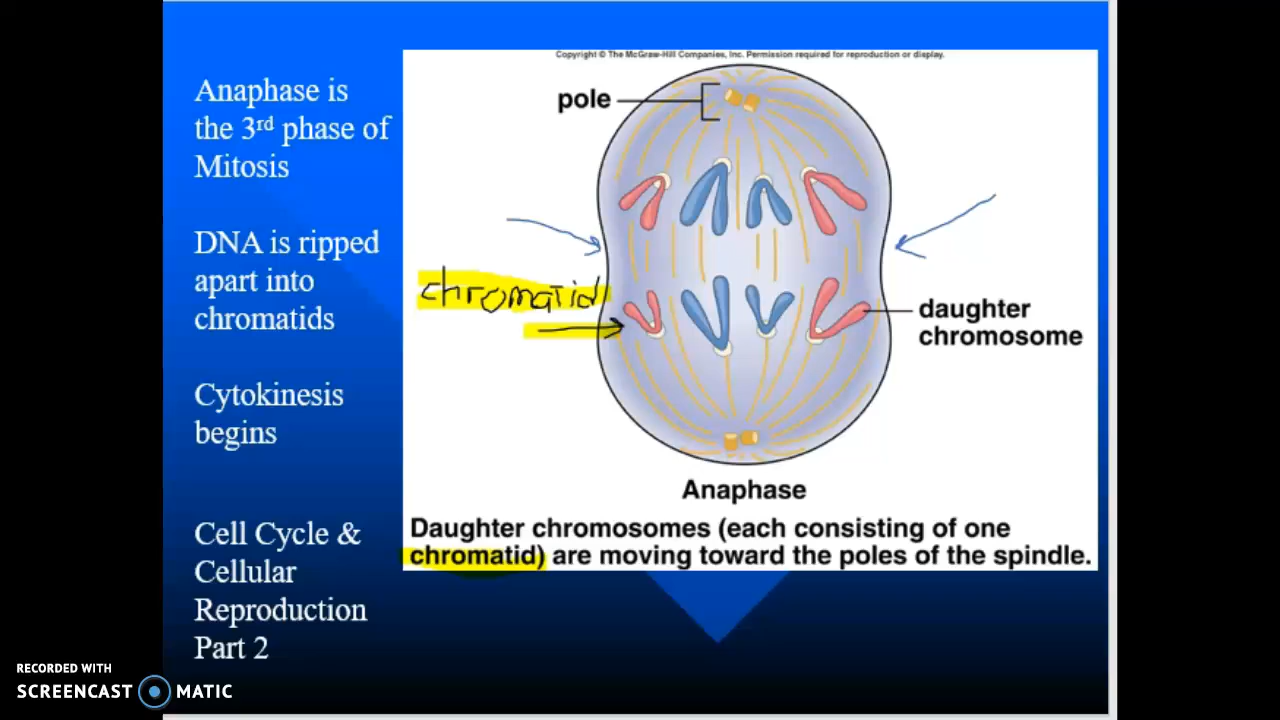 Anaphase is
the 3rd phase of
Mitosis
DNA is ripped
apart into
chromatids
Cytokinesis
begins
Cell Cycle &
Cellular
Reproduction
Part 2
Copyright © The McGraw-Hill Companies, Inc. Permission required for reproduction or display.
pole
chromatid
daughter
chromosome
Anaphase
Daughter chromosomes (each consisting of one
chromatid) are moving toward the poles of the spindle.
RECORDED WITH
SCREENCAST MATIC